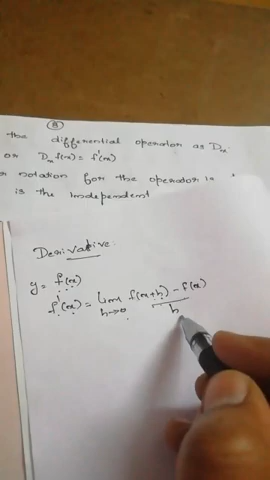 8
the differential operator as Dx
or Dx f(x) = f'(x)
r notation for the operator is
is the independent
Derivative:
y = f(x)
f'(x) = lim h→0 f(x+h) - f(x) / h